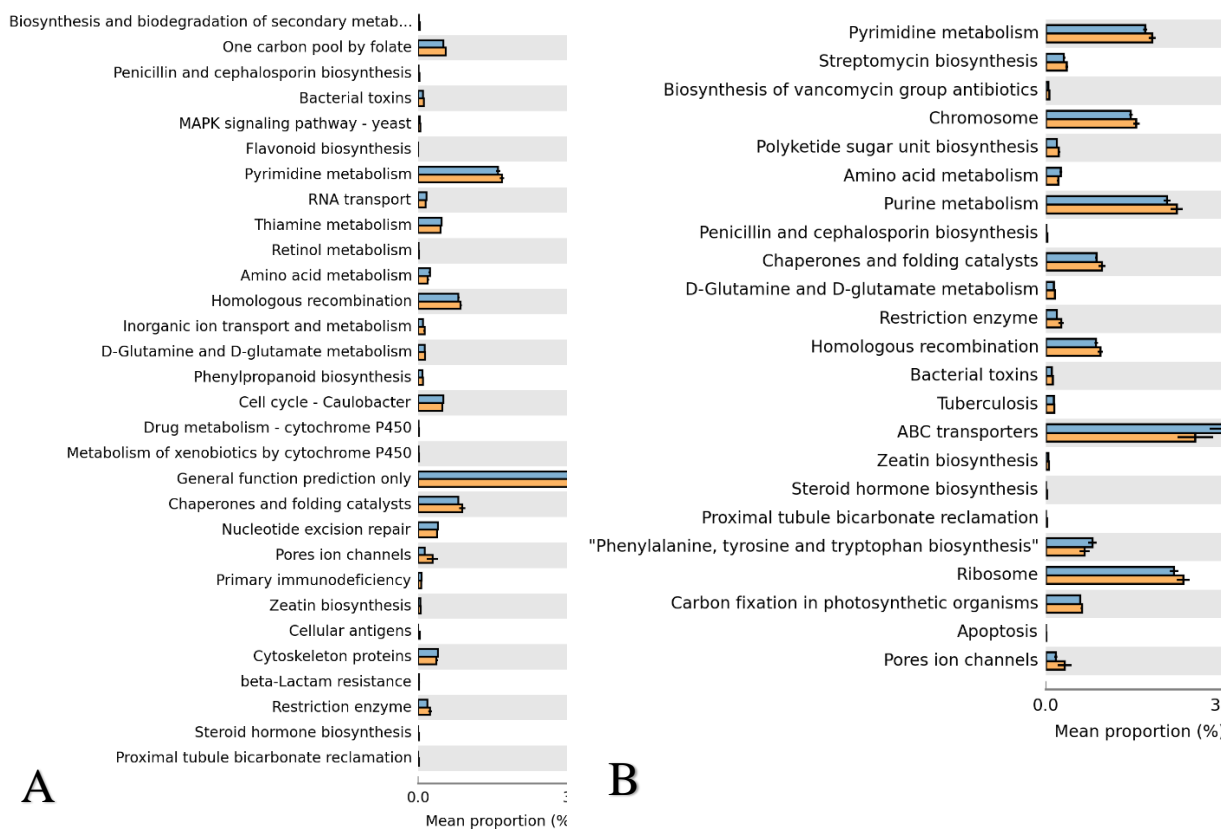 Biosynthesis and biodegradation of secondary metab...
One carbon pool by folate
Penicillin and cephalosporin biosynthesis
Bacterial toxins
MAPK signaling pathway - yeast
Flavonoid biosynthesis
Pyrimidine metabolism
RNA transport
Thiamine metabolism
Retinol metabolism
Amino acid metabolism
Homologous recombination
Inorganic ion transport and metabolism
D-Glutamine and D-glutamate metabolism
Phenylpropanoid biosynthesis
Cell cycle - Caulobacter
Drug metabolism - cytochrome P450
Metabolism of xenobiotics by cytochrome P450
General function prediction only
Chaperones and folding catalysts
Nucleotide excision repair
Pores ion channels
Primary immunodeficiency
Zeatin biosynthesis
Cellular antigens
Cytoskeleton proteins
beta-Lactam resistance
Restriction enzyme
Steroid hormone biosynthesis
Proximal tubule bicarbonate reclamation
0.0
Mean proportion (%
A
Pyrimidine metabolism
Streptomycin biosynthesis
Biosynthesis of vancomycin group antibiotics
Chromosome
Polyketide sugar unit biosynthesis
Amino acid metabolism
Purine metabolism
Penicillin and cephalosporin biosynthesis
Chaperones and folding catalysts
D-Glutamine and D-glutamate metabolism
Restriction enzyme
Homologous recombination
Bacterial toxins
Tuberculosis
ABC transporters
Zeatin biosynthesis
Steroid hormone biosynthesis
Proximal tubule bicarbonate reclamation
"Phenylalanine, tyrosine and tryptophan biosynthesis"
Ribosome
Carbon fixation in photosynthetic organisms
Apoptosis
Pores ion channels
0.0 3
Mean proportion (%)
B